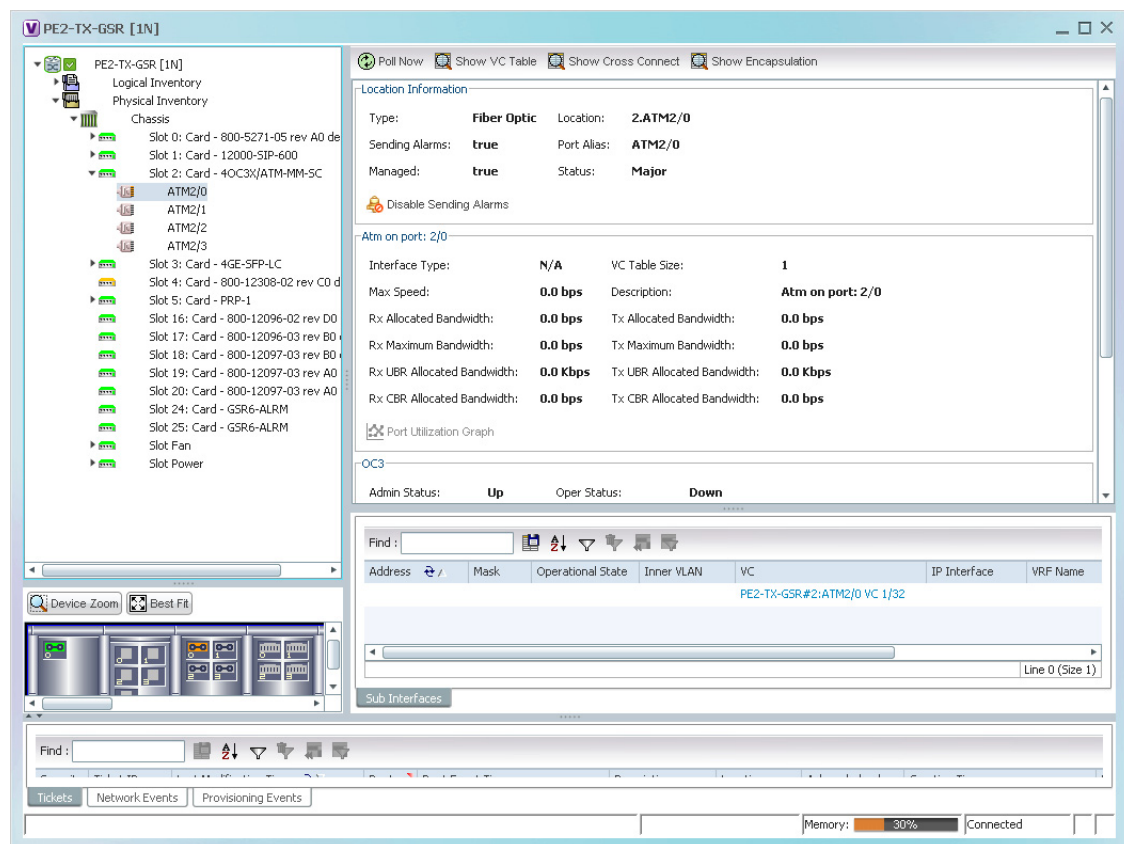 PE2-TX-GSR [1N]
PE2-TX-GSR [1N]
Logical Inventory
Physical Inventory
Chassis
Slot 0: Card - 800-5271-05 rev A0 de
Slot 1: Card - 12000-SIP-600
Slot 2: Card - 4OC3X/ATM-MM-SC
ATM2/0
ATM2/1
ATM2/2
ATM2/3
Slot 3: Card - 4GE-SFP-LC
Slot 4: Card - 800-12308-02 rev C0 d
Slot 5: Card - PRP-1
Slot 16: Card - 800-12096-02 rev D0
Slot 17: Card - 800-12096-03 rev B0
Slot 18: Card - 800-12097-03 rev B0
Slot 19: Card - 800-12097-03 rev A0
Slot 20: Card - 800-12097-03 rev A0
Slot 24: Card - GSR6-ALRM
Slot 25: Card - GSR6-ALRM
Slot Fan
Slot Power
Device Zoom Best Fit
Poll Now Show VC Table Show Cross Connect Show Encapsulation
Location Information
Type: Fiber Optic Location: 2.ATM2/0
Sending Alarms: true Port Alias: ATM2/0
Managed: true Status: Major
Disable Sending Alarms
Atm on port: 2/0
Interface Type: N/A VC Table Size: 1
Max Speed: 0.0 bps Description: Atm on port: 2/0
Rx Allocated Bandwidth: 0.0 bps Tx Allocated Bandwidth: 0.0 bps
Rx Maximum Bandwidth: 0.0 bps Tx Maximum Bandwidth: 0.0 bps
Rx UBR Allocated Bandwidth: 0.0 Kbps Tx UBR Allocated Bandwidth: 0.0 Kbps
Rx CBR Allocated Bandwidth: 0.0 bps Tx CBR Allocated Bandwidth: 0.0 bps
Port Utilization Graph
OC3
Admin Status: Up Oper Status: Down
Find :
Address Mask Operational State Inner VLAN VC IP Interface VRF Name
PE2-TX-GSR#2:ATM2/0 VC 1/32
Line 0 (Size 1)
Sub Interfaces
Find :
Tickets Network Events Provisioning Events
Memory: 30% Connected